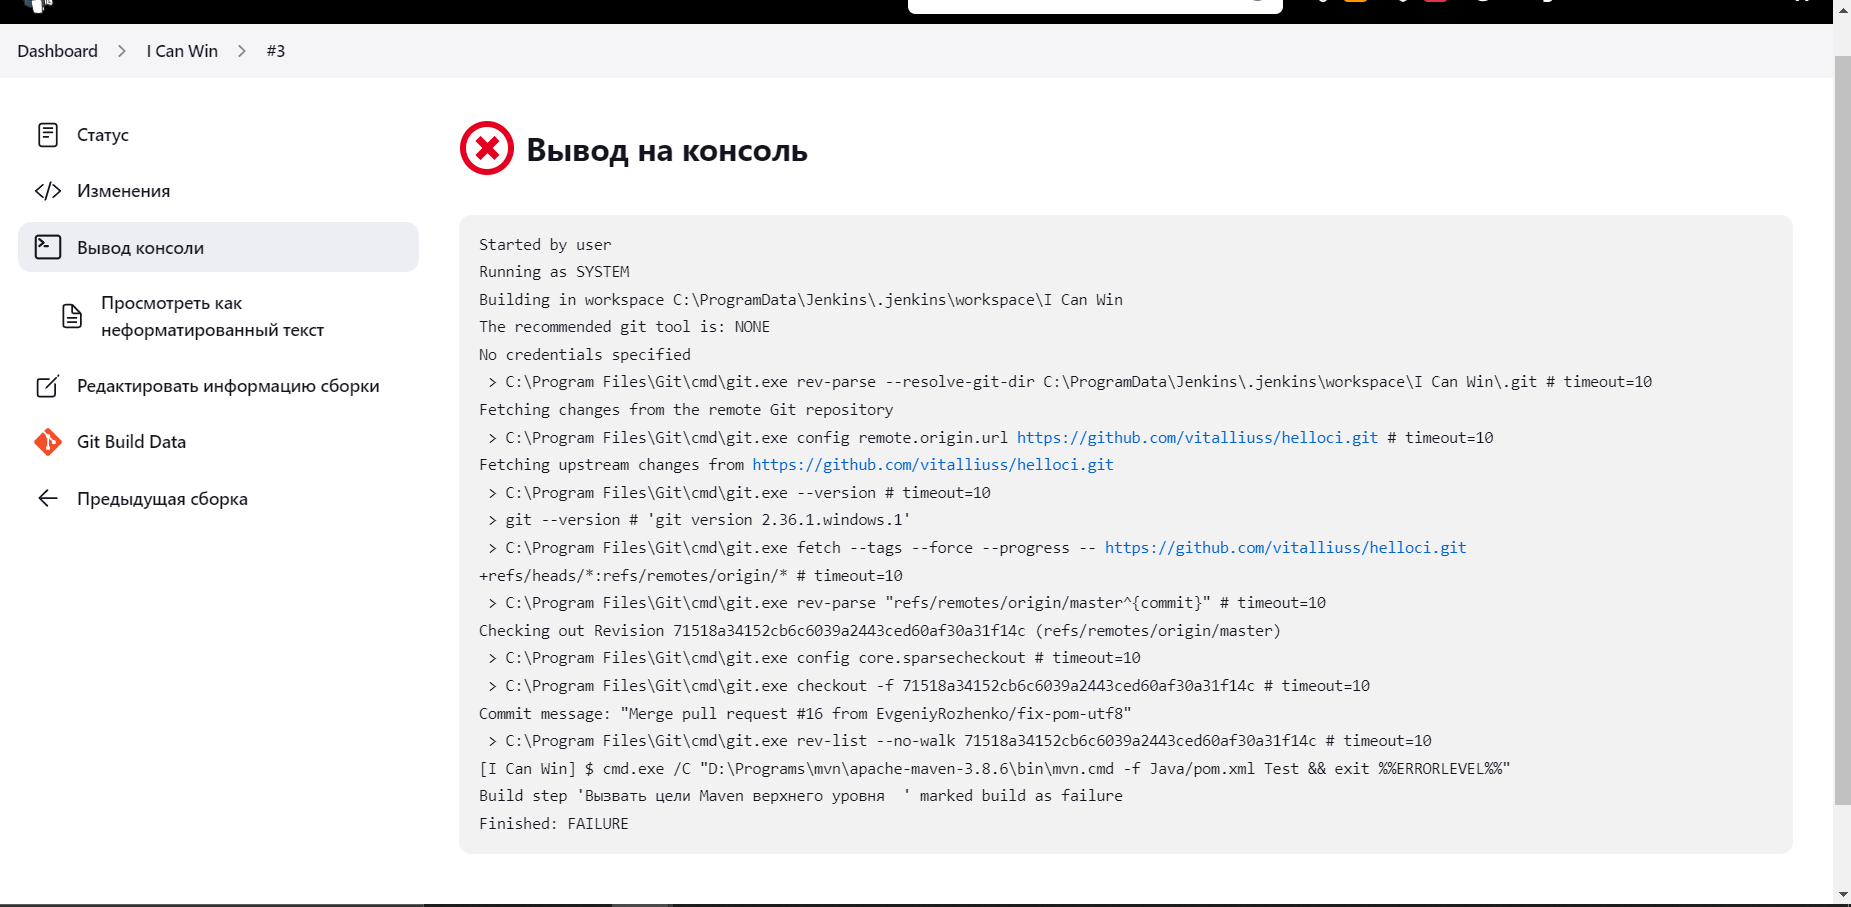 Dashboard > I Can Win > #3
Статус
Изменения
Вывод консоли
Просмотреть как
неформатированный текст
Редактировать информацию сборки
Git Build Data
Предыдущая сборка
Вывод на консоль
Started by user
Running as SYSTEM
Building in workspace C:\ProgramData\Jenkins\.jenkins\workspace\I Can Win
The recommended git tool is: NONE
No credentials specified
 > C:\Program Files\Git\cmd\git.exe rev-parse --resolve-git-dir C:\ProgramData\Jenkins\.jenkins\workspace\I Can Win\.git # timeout=10
Fetching changes from the remote Git repository
 > C:\Program Files\Git\cmd\git.exe config remote.origin.url https://github.com/vitalliuss/helloci.git # timeout=10
Fetching upstream changes from https://github.com/vitalliuss/helloci.git
 > C:\Program Files\Git\cmd\git.exe --version # timeout=10
 > git --version # 'git version 2.36.1.windows.1'
 > C:\Program Files\Git\cmd\git.exe fetch --tags --force --progress -- https://github.com/vitalliuss/helloci.git
+refs/heads/*:refs/remotes/origin/* # timeout=10
 > C:\Program Files\Git\cmd\git.exe rev-parse "refs/remotes/origin/master^{commit}" # timeout=10
Checking out Revision 71518a34152cb6c6039a2443ced60af30a31f14c (refs/remotes/origin/master)
 > C:\Program Files\Git\cmd\git.exe config core.sparsecheckout # timeout=10
 > C:\Program Files\Git\cmd\git.exe checkout -f 71518a34152cb6c6039a2443ced60af30a31f14c # timeout=10
Commit message: "Merge pull request #16 from EvgeniyRozhenko/fix-pom-utf8"
 > C:\Program Files\Git\cmd\git.exe rev-list --no-walk 71518a34152cb6c6039a2443ced60af30a31f14c # timeout=10
[I Can Win] $ cmd.exe /C "D:\Programs\mvn\apache-maven-3.8.6\bin\mvn.cmd -f Java/pom.xml Test && exit %%ERRORLEVEL%%"
Build step 'Вызвать цели Maven верхнего уровня  ' marked build as failure
Finished: FAILURE